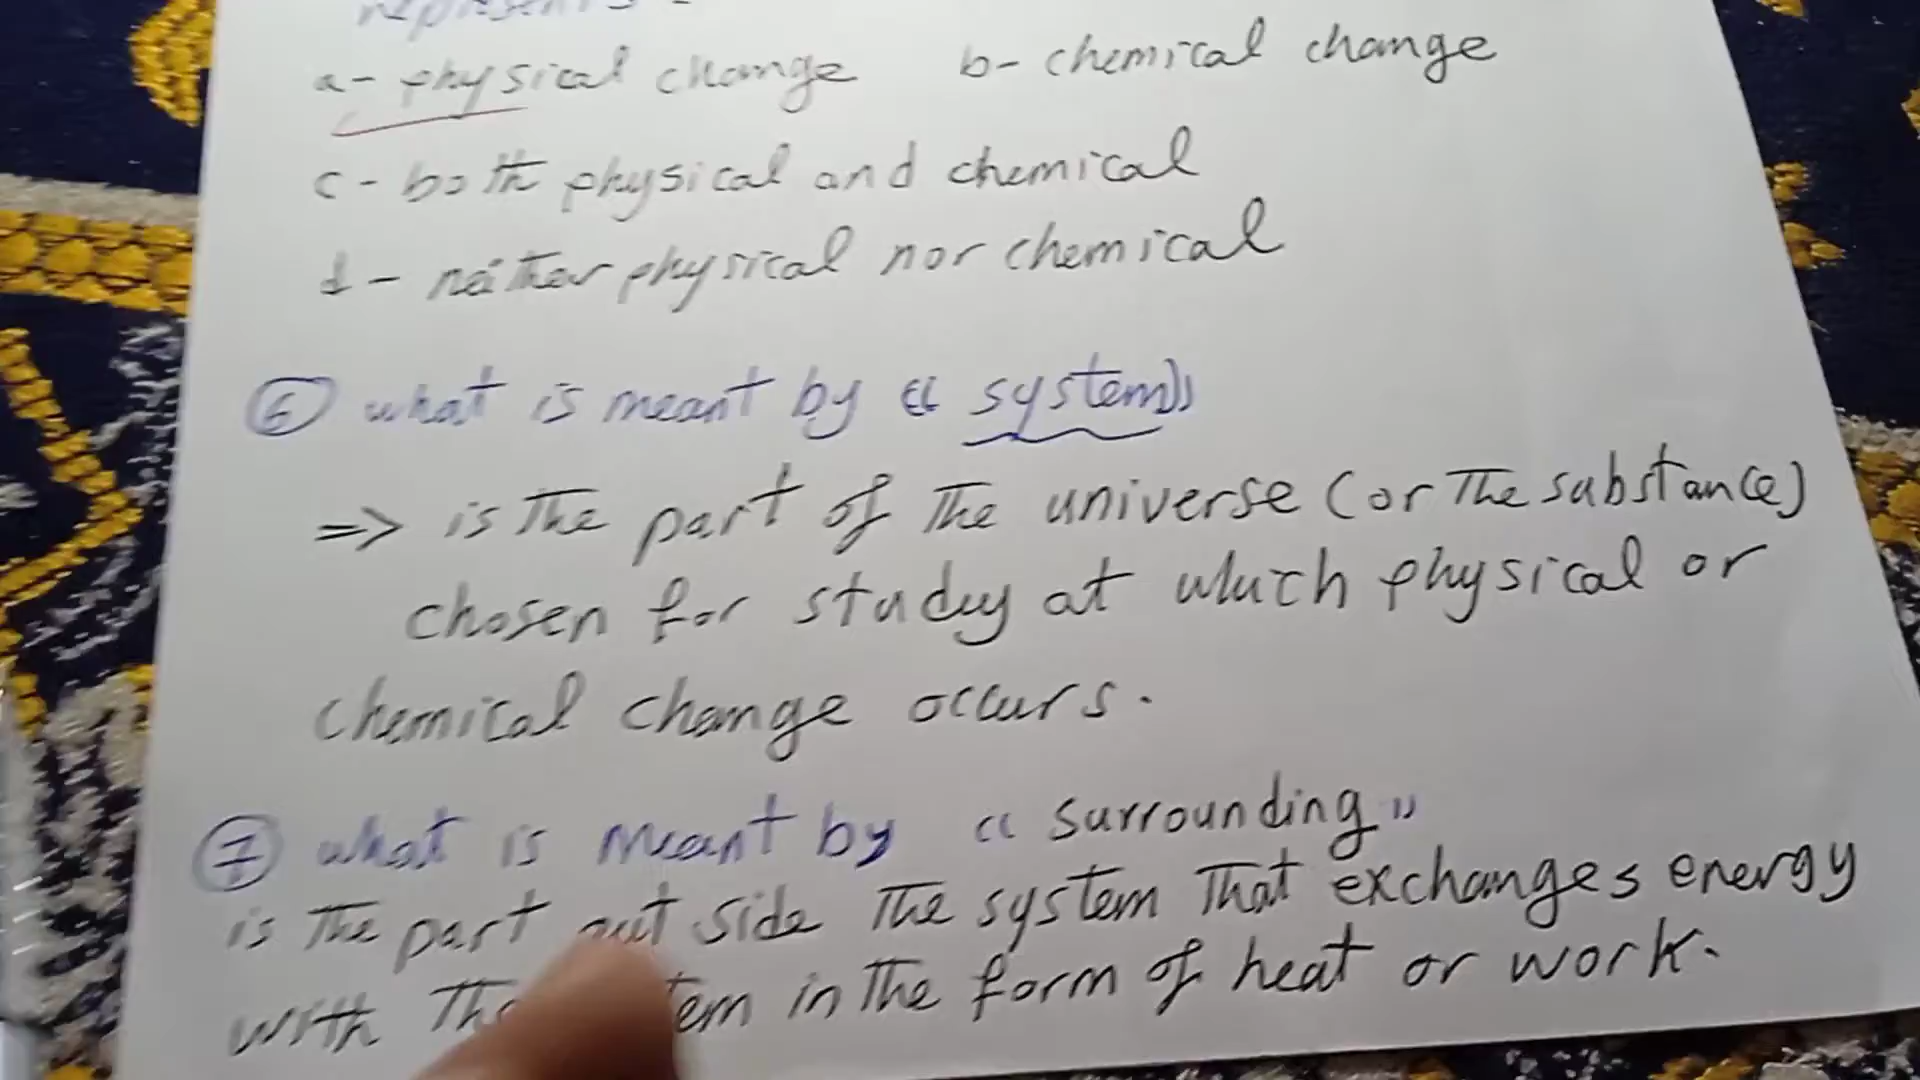 represents
a- physical change b- chemical change
c- both physical and chemical
d- neither physical nor chemical
6 what is meant by (( system))
=> is the part of the universe (or the substance)
chosen for study at which physical or
chemical change occurs.
7 what is meant by (( surrounding ))
is the part out side the system that exchanges energy
with the in the form of heat or work.